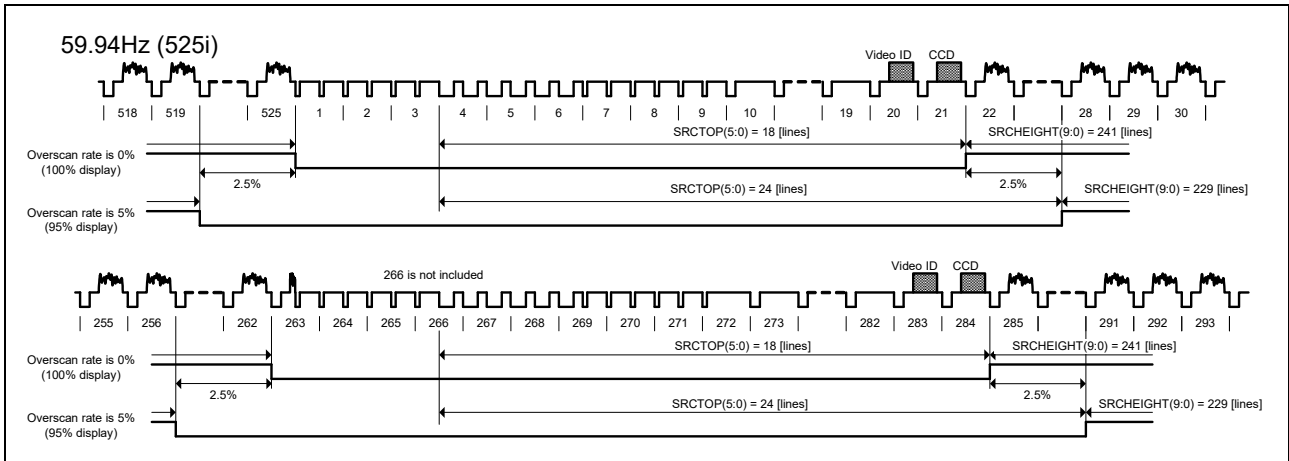 59.94Hz (525i)
Video ID CCD
518 519 525 1 2 3 4 5 6 7 8 9 10 19 20 21 22 28 29 30
SRCTOP(5:0) = 18 [lines] SRCHEIGHT(9:0) = 241 [lines]
Overscan rate is 0%
(100% display)
2.5% 2.5%
SRCTOP(5:0) = 24 [lines] SRCHEIGHT(9:0) = 229 [lines]
Overscan rate is 5%
(95% display)
266 is not included
Video ID CCD
255 256 262 263 264 265 266 267 268 269 270 271 272 273 282 283 284 285 291 292 293
SRCTOP(5:0) = 18 [lines] SRCHEIGHT(9:0) = 241 [lines]
Overscan rate is 0%
(100% display)
2.5% 2.5%
SRCTOP(5:0) = 24 [lines] SRCHEIGHT(9:0) = 229 [lines]
Overscan rate is 5%
(95% display)